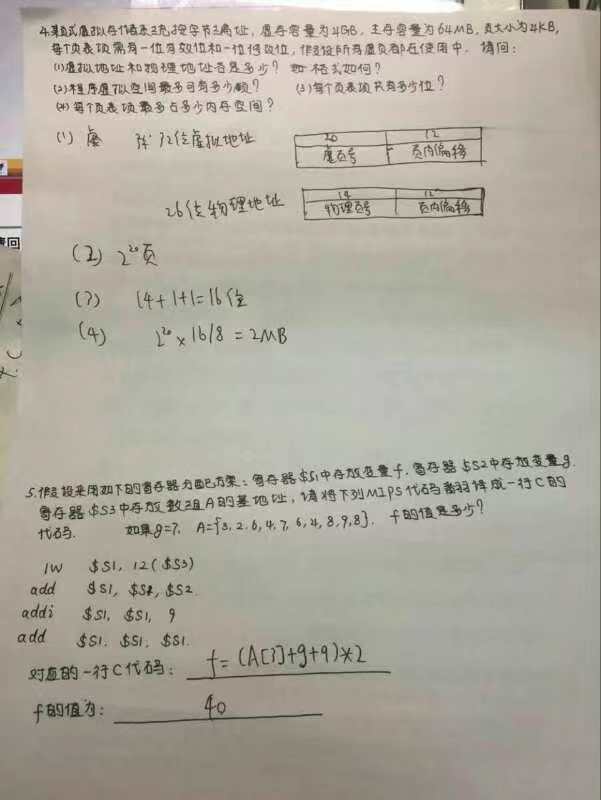 4.某页式虚拟存储系统按字节编址,虚存容量为4GB,主存容量为64MB,页大小为4KB,
每个页表项需有一位有效位和一位修改位,假设所有虚页都在使用中.请问:
(1)虚拟地址和物理地址各是多少? 如格式如何?
(2)程序虚拟空间最多可有多少页? (3)每个页表项共有多少位?
(4)每个页表项最多占多少内存空间?
(1) 虚 32位虚拟地址
20 12
虚页号 页内偏移
26位物理地址
14 12
物理页号 页内偏移
(2) 2²⁰页
(3) 14+1+1=16位
(4) 2²⁰×16/8=2MB
5.假设采用如下的寄存器分配方案:寄存器$S1中存放变量f.寄存器$S2中存放变量g.
寄存器$S3中存放数组A的基地址,请将下列MIPS代码翻译成一行C的
代码. 如果g=7, A={3,2,6,4,7,6,4,8,9,8}, f的值是多少?
lw $S1, 12($S3)
add $S1, $S1, $S2
addi $S1, $S1, 9
add $S1. $S1. $S1.
对应的一行C代码: f=(A[3]+g+9)*2
f的值为: 40